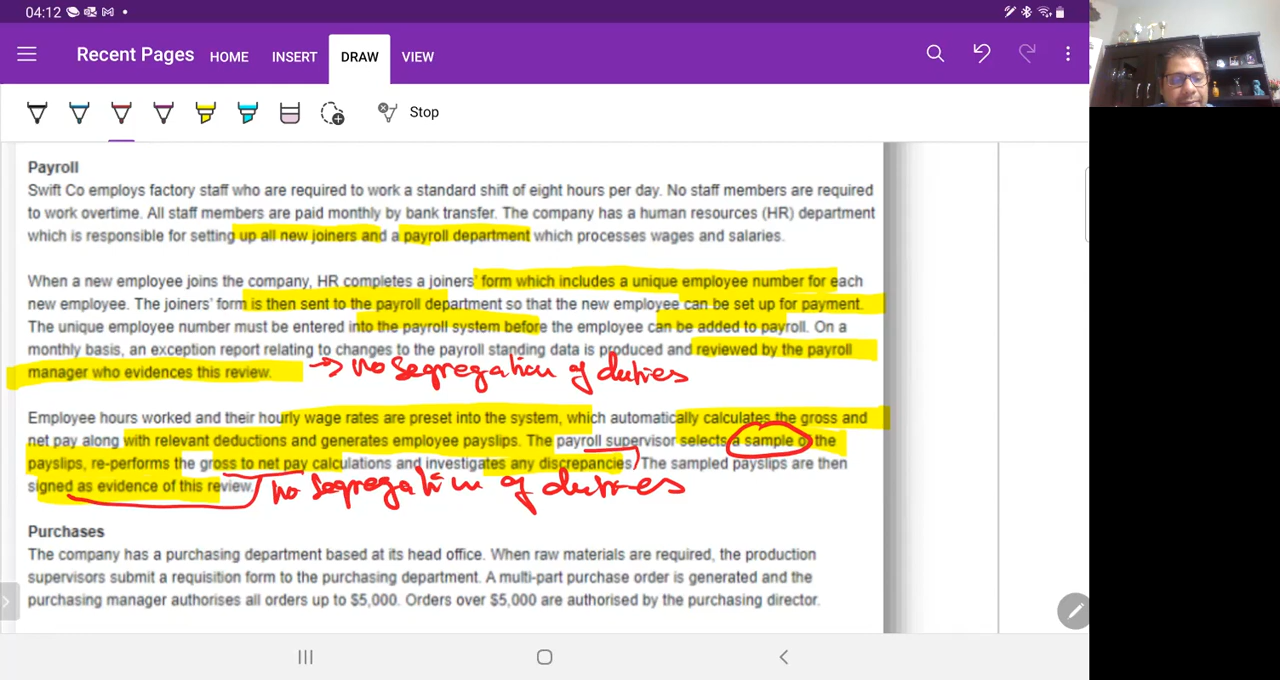 04:12
Recent Pages HOME INSERT DRAW VIEW
Stop
Payroll
Swift Co employs factory staff who are required to work a standard shift of eight hours per day. No staff members are required
to work overtime. All staff members are paid monthly by bank transfer. The company has a human resources (HR) department
which is responsible for setting up all new joiners and a payroll department which processes wages and salaries.
When a new employee joins the company, HR completes a joiners' form which includes a unique employee number for each
new employee. The joiners' form is then sent to the payroll department so that the new employee can be set up for payment.
The unique employee number must be entered into the payroll system before the employee can be added to payroll. On a
monthly basis, an exception report relating to changes to the payroll standing data is produced and reviewed by the payroll
manager who evidences this review. → no segregation of duties
Employee hours worked and their hourly wage rates are preset into the system, which automatically calculates the gross and
net pay along with relevant deductions and generates employee payslips. The payroll supervisor selects a sample of the
payslips, re-performs the gross to net pay calculations and investigates any discrepancies. The sampled payslips are then
signed as evidence of this review. no segregation of duties
Purchases
The company has a purchasing department based at its head office. When raw materials are required, the production
supervisors submit a requisition form to the purchasing department. A multi-part purchase order is generated and the
purchasing manager authorises all orders up to $5,000. Orders over $5,000 are authorised by the purchasing director.